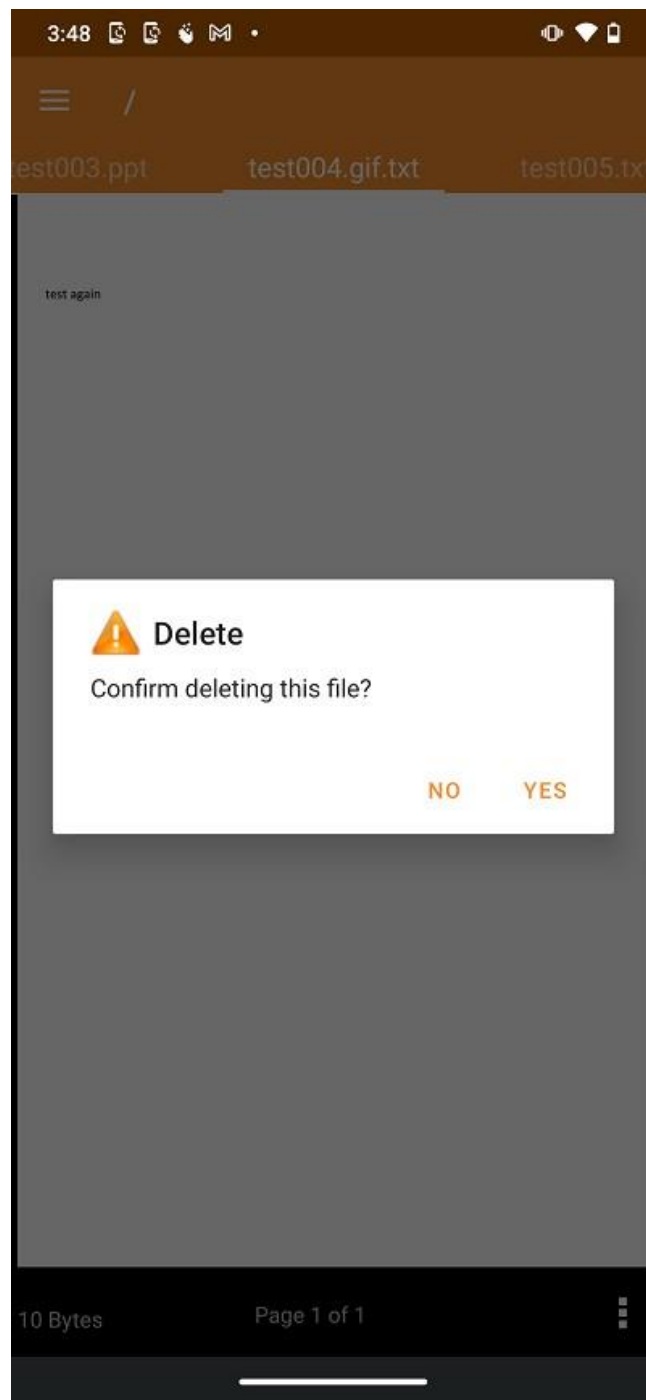 3:48
/
test003.ppt test004.gif.txt test005.tx
test again
Delete
Confirm deleting this file?
NO YES
10 Bytes Page 1 of 1